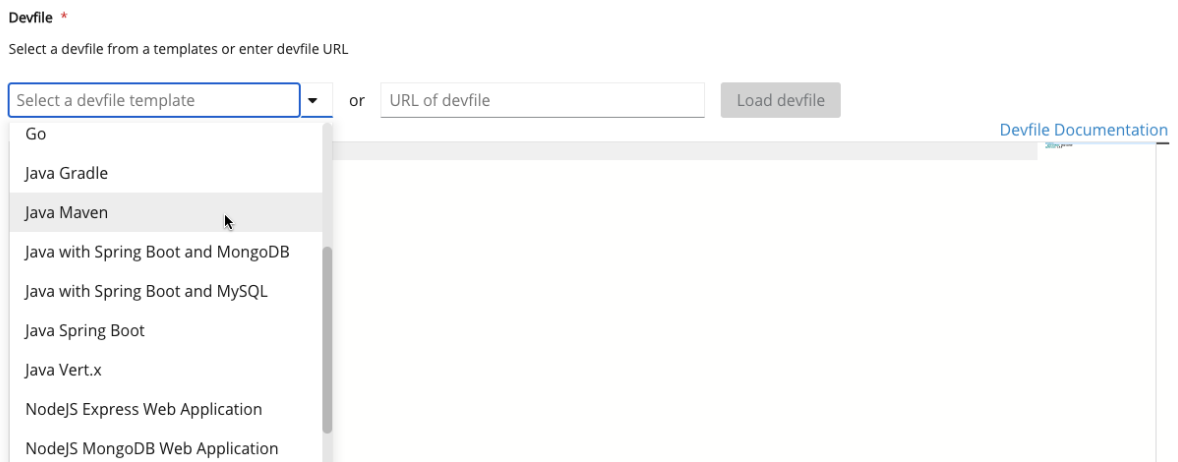 Devfile *
Select a devfile from a templates or enter devfile URL
Select a devfile template or URL of devfile Load devfile
Devfile Documentation
Go
Java Gradle
Java Maven
Java with Spring Boot and MongoDB
Java with Spring Boot and MySQL
Java Spring Boot
Java Vert.x
NodeJS Express Web Application
NodeJS MongoDB Web Application